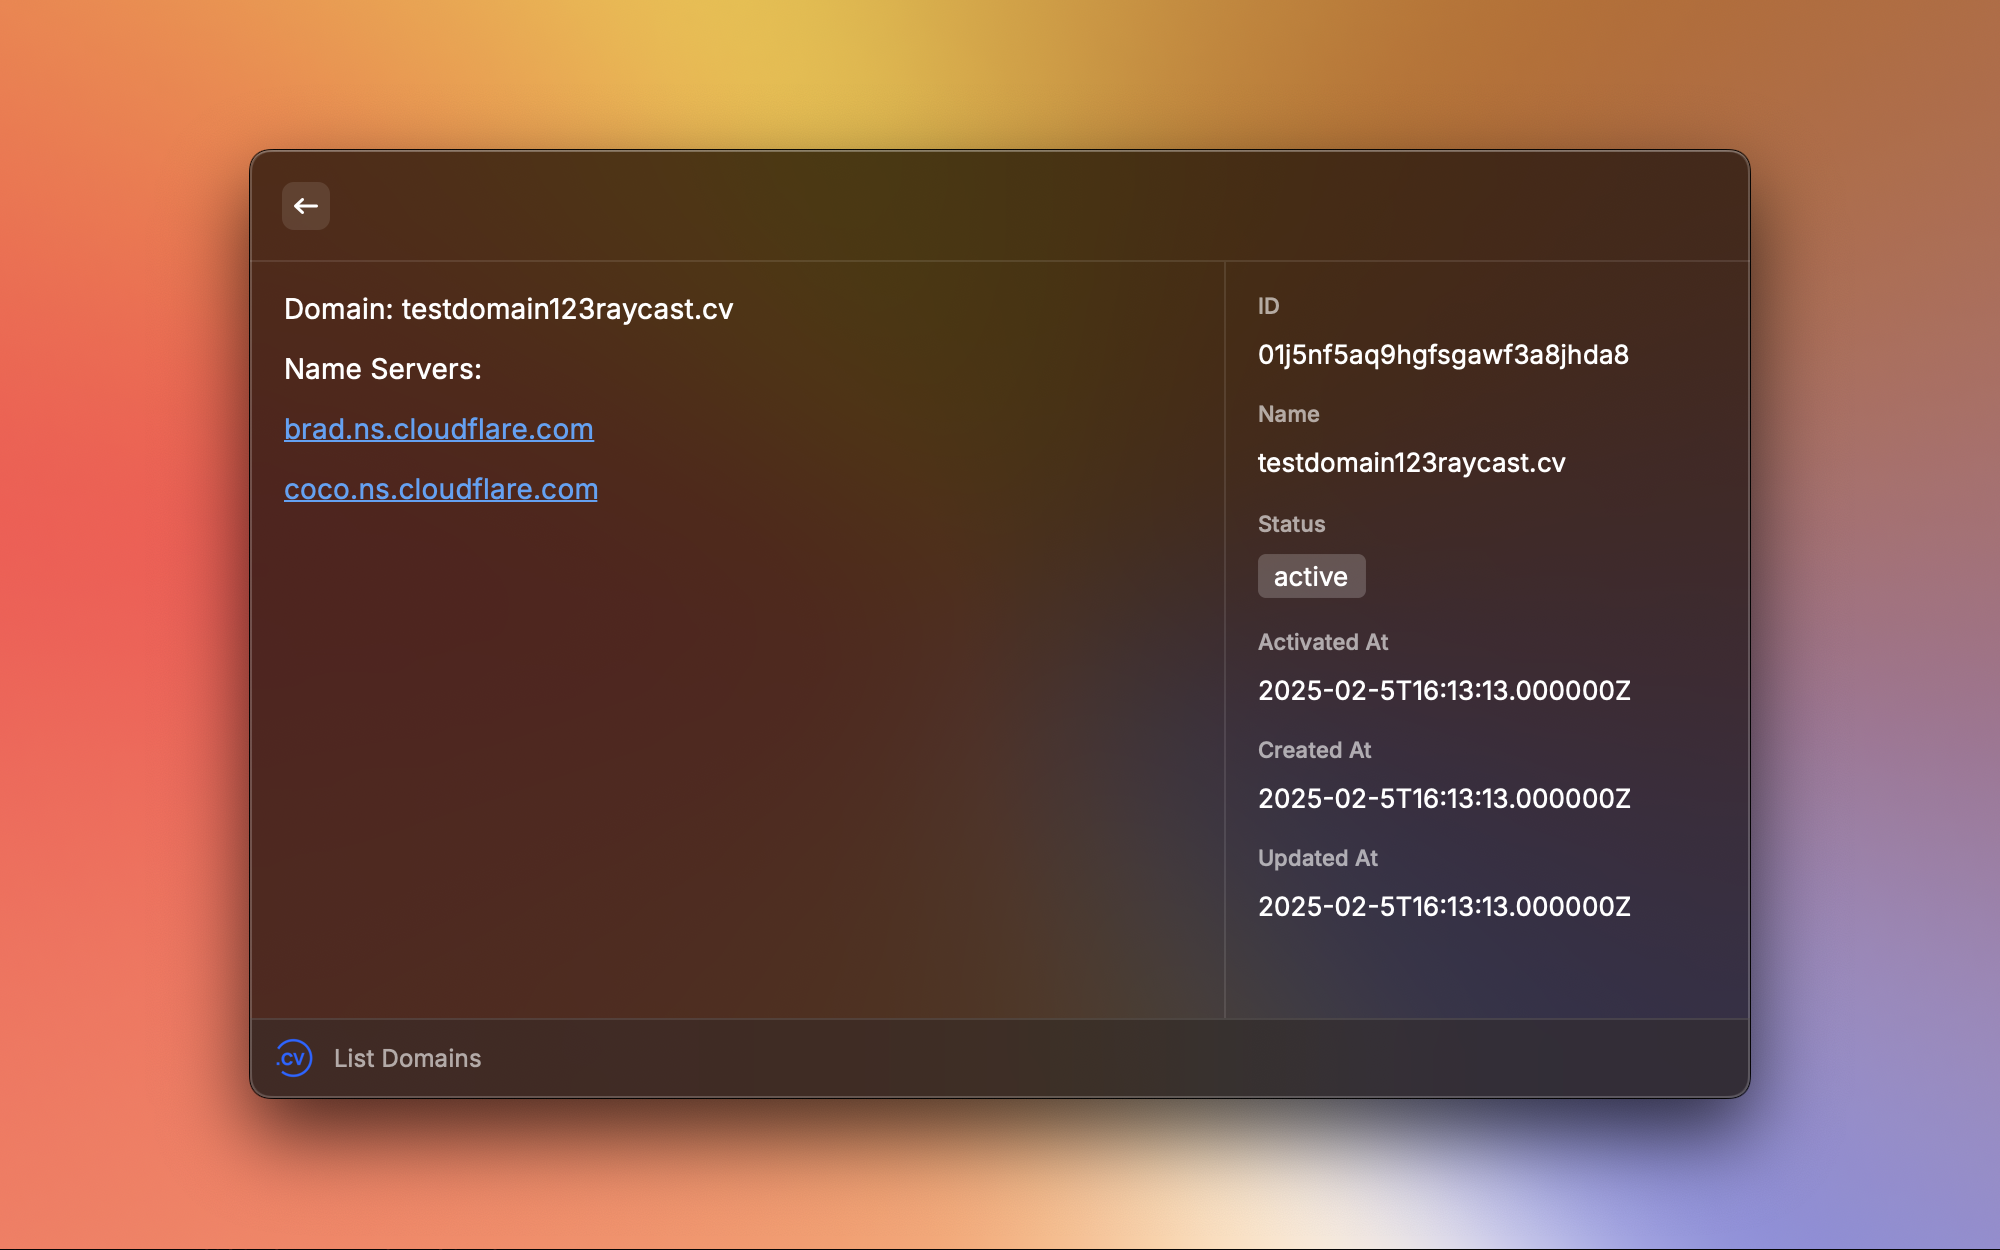 Domain: testdomain123raycast.cv
Name Servers:
brad.ns.cloudflare.com
coco.ns.cloudflare.com
ID
01j5nf5aq9hgfsgawf3a8jhda8
Name
testdomain123raycast.cv
Status
active
Activated At
2025-02-5T16:13:13.000000Z
Created At
2025-02-5T16:13:13.000000Z
Updated At
2025-02-5T16:13:13.000000Z
.cv List Domains